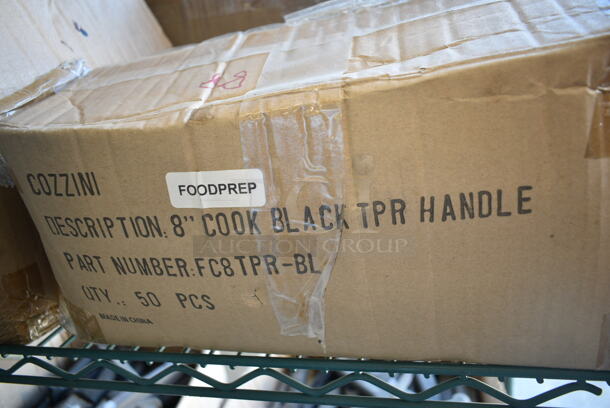 COZZINI
FOODPREP
DESCRIPTION: 8" COOK BLACK TPR HANDLE
AUCTION GROUP
PART NUMBER: FC8TPR-BL
QTY.: 50 PCS
MADE IN CHINA